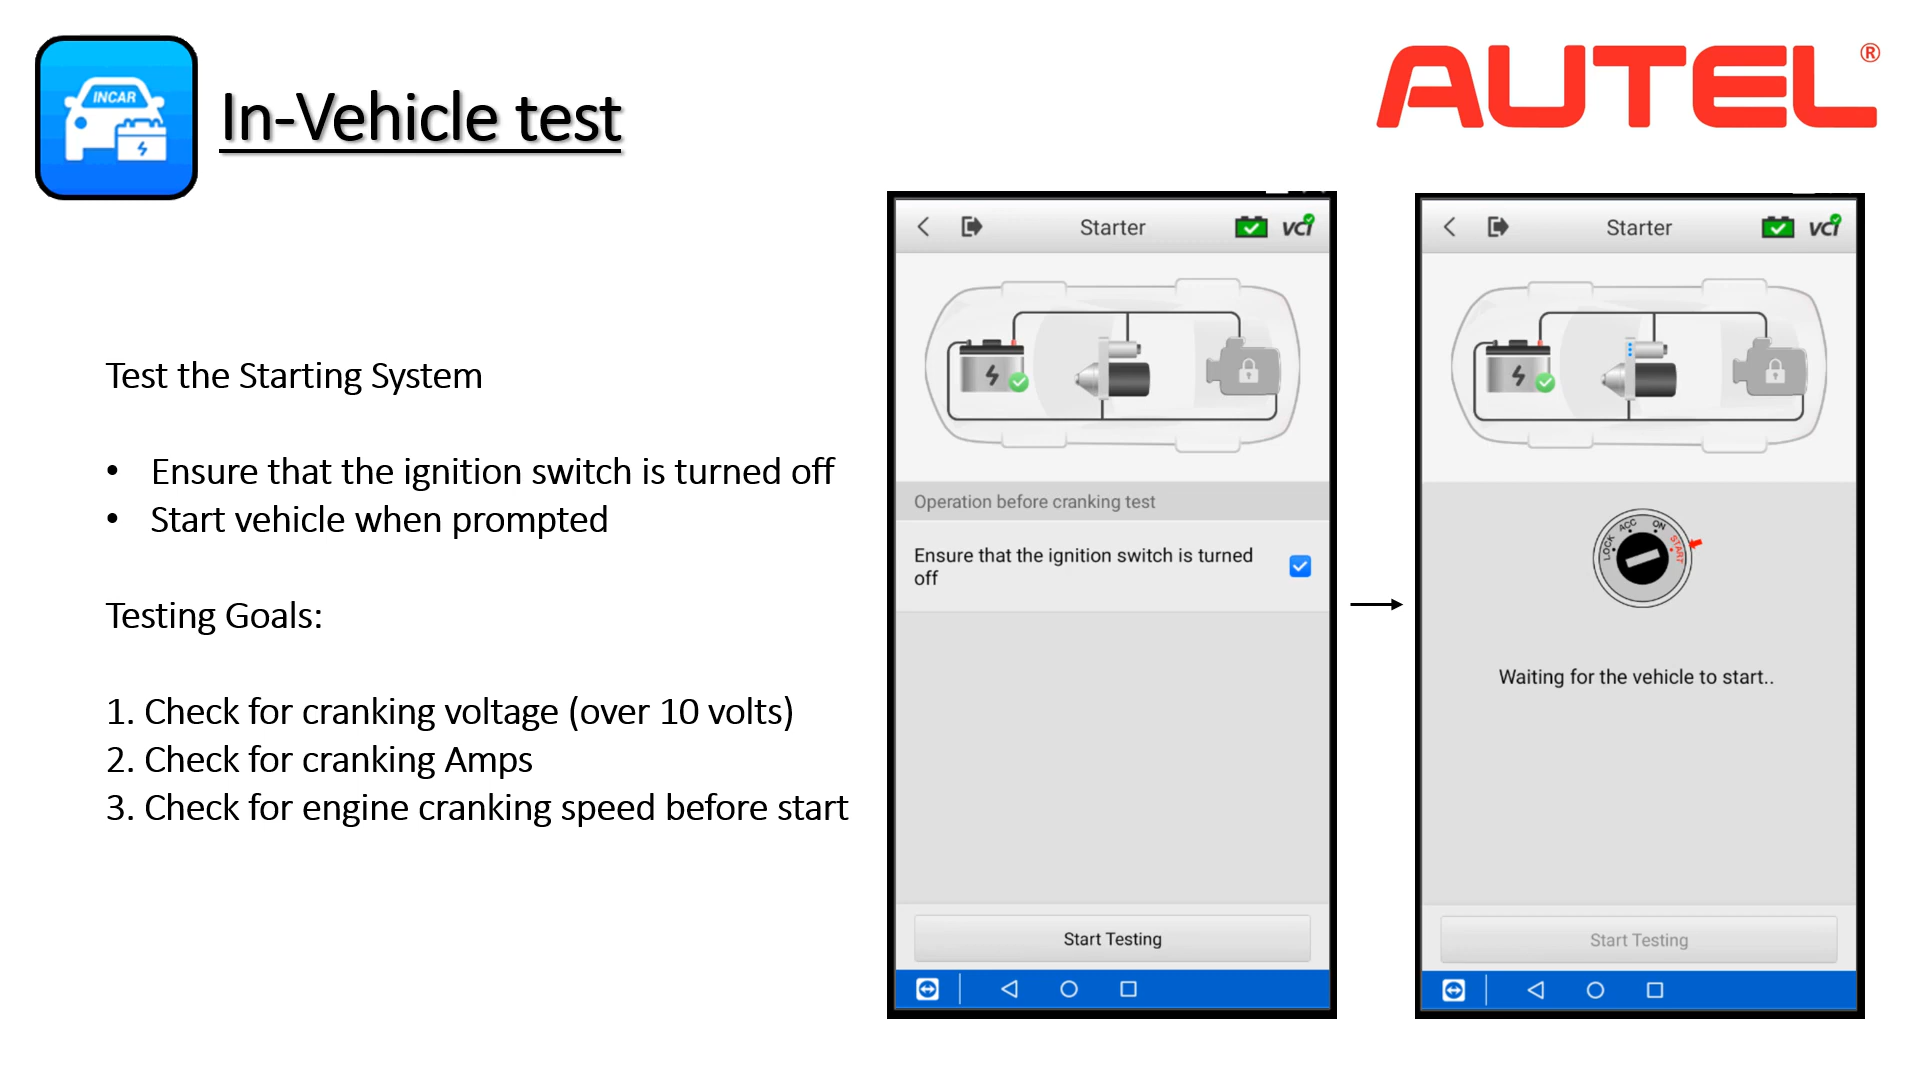 INCAR
In-Vehicle test
AUTEL®
Test the Starting System
• Ensure that the ignition switch is turned off
• Start vehicle when prompted
Testing Goals:
1. Check for cranking voltage (over 10 volts)
2. Check for cranking Amps
3. Check for engine cranking speed before start
Starter
VCI
Operation before cranking test
Ensure that the ignition switch is turned
off
Start Testing
Starter
VCI
LOCK ACC ON START
Waiting for the vehicle to start..
Start Testing